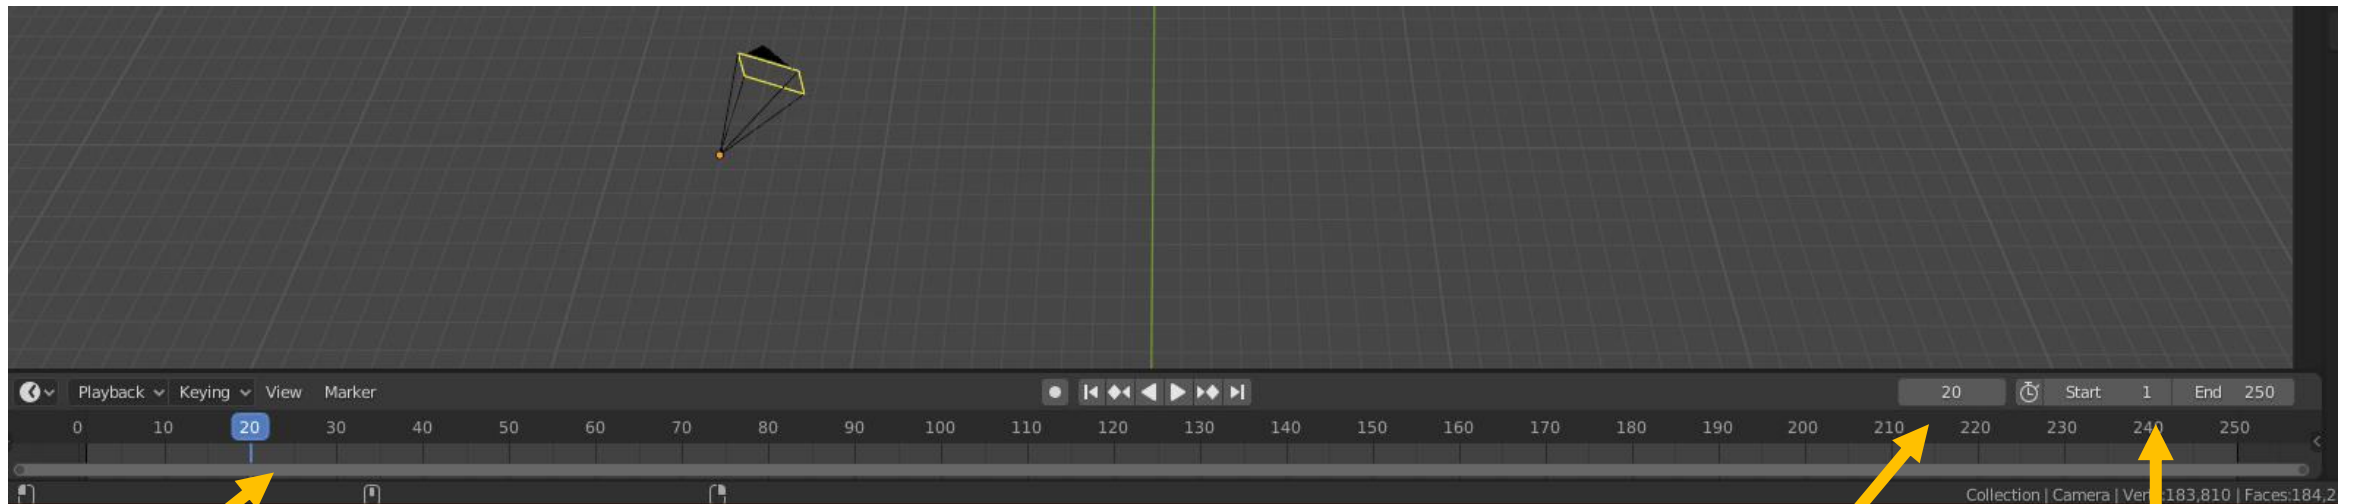 Playback Keying View Marker 20 Start 1 End 250
0 10 20 30 40 50 60 70 80 90 100 110 120 130 140 150 160 170 180 190 200 210 220 230 240 250
Collection | Camera | :183,810 | Faces:184,2